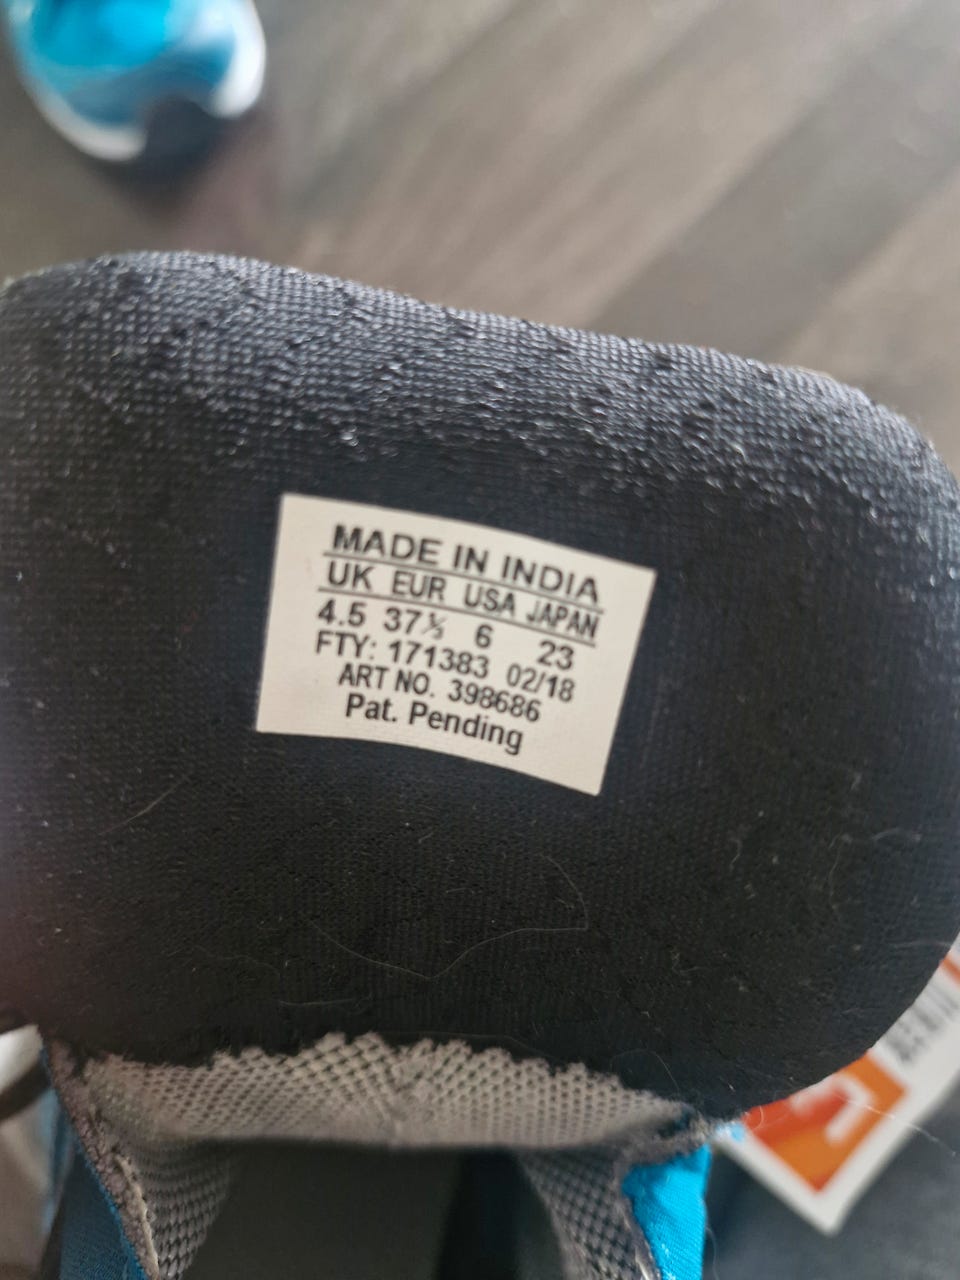 MADE IN INDIA
UK EUR USA JAPAN
4.5 37⅓ 6 23
FTY: 171383 02/18
ART NO. 398686
Pat. Pending